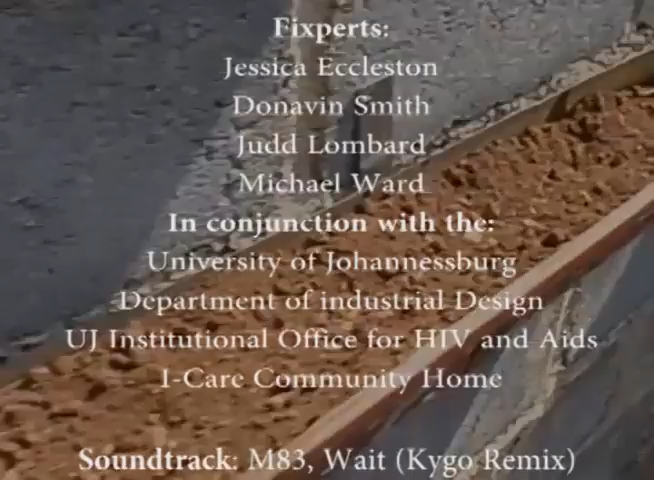 Fixperts:
Jessica Eccleston
Donavin Smith
Judd Lombard
Michael Ward
In conjunction with the:
University of Johannessburg
Department of industrial Design
UJ Institutional Office for HIV and Aids
I-Care Community Home
Soundtrack: M83, Wait (Kygo Remix)